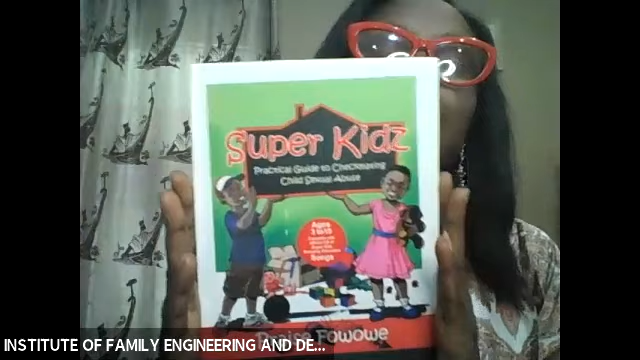 Super Kidz
Practical Guide to Checkmating
Child Sexual Abuse
Ages
Songs
Fowowe
INSTITUTE OF FAMILY ENGINEERING AND DE...